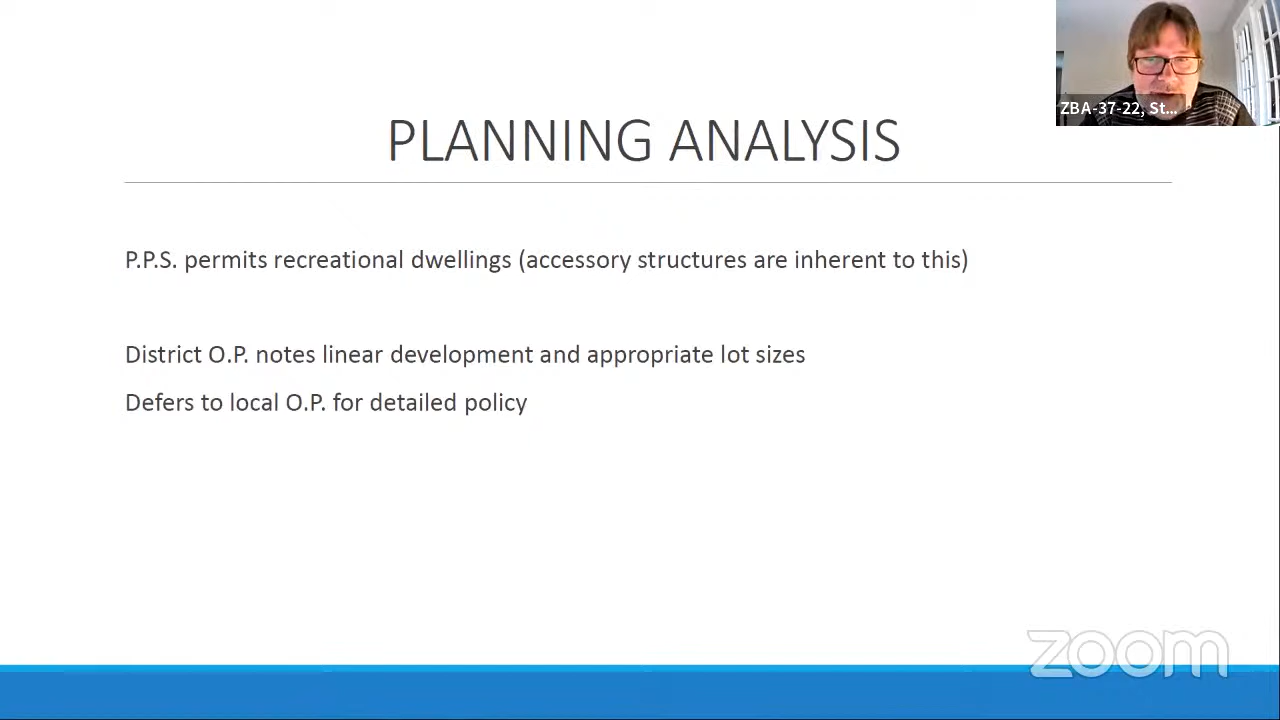 ZBA-37-22, St...
PLANNING ANALYSIS
P.P.S. permits recreational dwellings (accessory structures are inherent to this)
District O.P. notes linear development and appropriate lot sizes
Defers to local O.P. for detailed policy
zoom